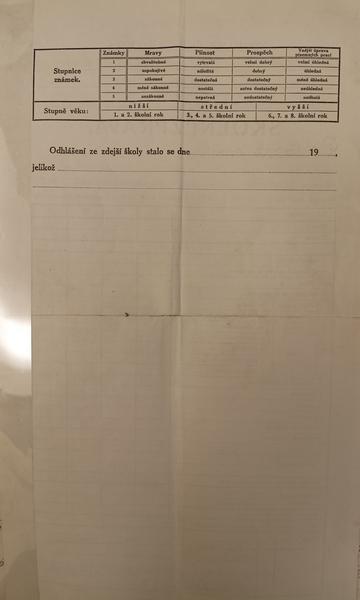 Stupnice známek.
Známky Mravy Pilnost Prospěch Vnější úprava písemných prací
1 chvalitebné vytrvalá velmi dobrý velmi úhledná
2 uspokojivé náležitá dobrý úhledná
3 zákonné dostatečná dostatečný méně úhledná
4 méně zákonné nestálá sotva dostatečný neúhledná
5 nezákonné nepatrná nedostatečný nedbalá
Stupně věku: nižší střední vyšší
1. a 2. školní rok 3., 4. a 5. školní rok 6., 7. a 8. školní rok
Odhlášení ze zdejší školy stalo se dne 19 ,
jelikož